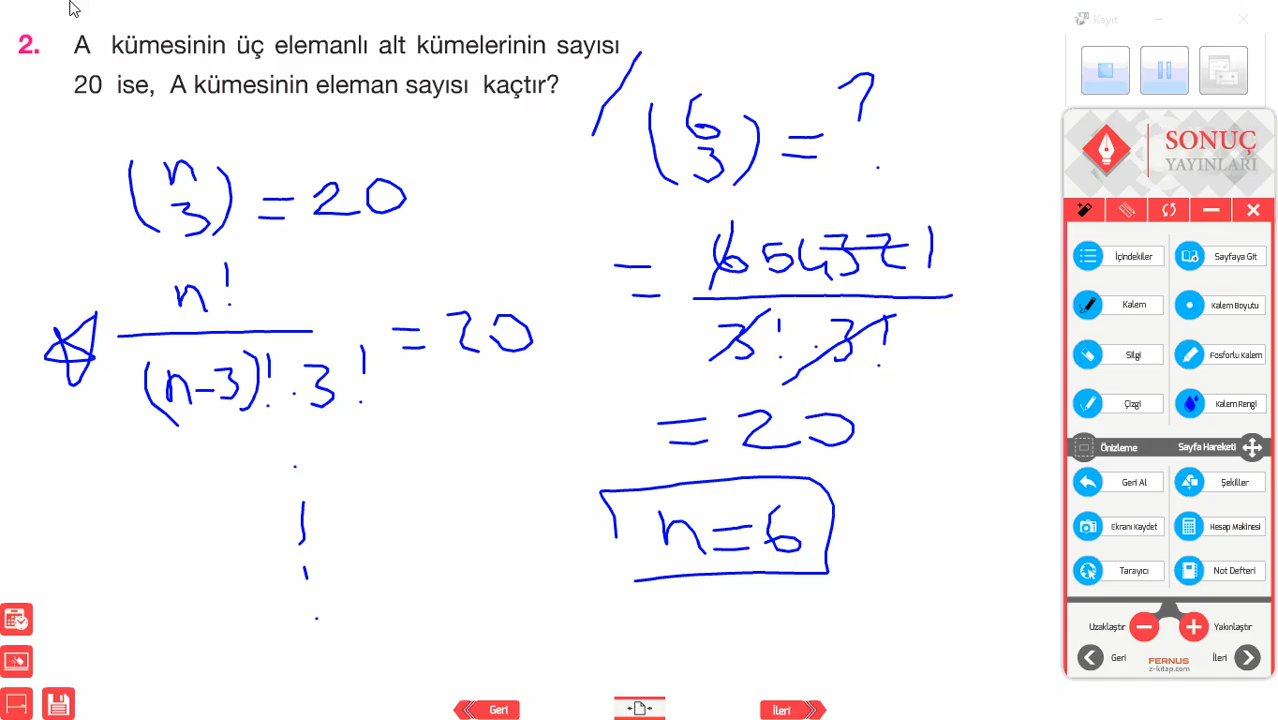 2. A kümesinin üç elemanlı alt kümelerinin sayısı
20 ise, A kümesinin eleman sayısı kaçtır?
(n 3) = 20
n!
(n-3)! . 3! = 20
(6 3) = ?
= 6 5 4 3 2 1
3! . 3!
= 20
n = 6
Kayıt
SONUÇ
YAYINLARI
İçindekiler
Sayfaya Git
Kalem
Kalem Boyutu
Silgi
Fosforlu Kalem
Çizgi
Kalem Rengi
Önizleme
Sayfa Hareketi
Geri Al
Şekiller
Ekranı Kaydet
Hesap Makinesi
Tarayıcı
Not Defteri
Uzaklaştır
Yakınlaştır
Geri
FERNUS
z-kitap.com
İleri
Geri
İleri